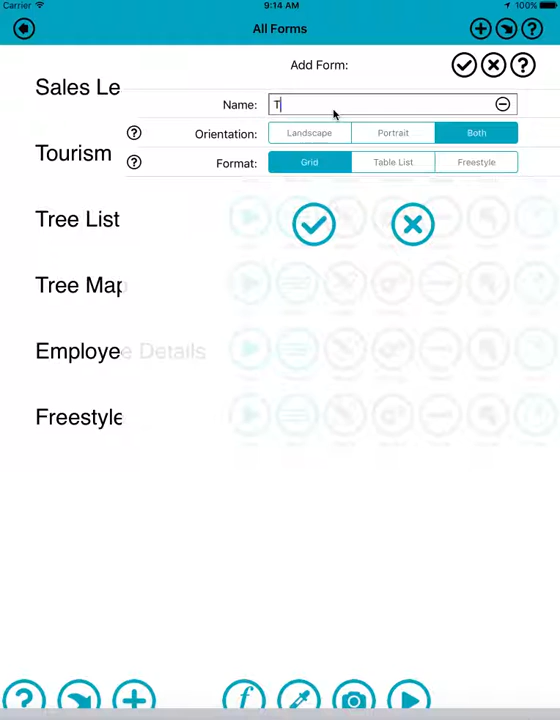 Carrier 9:14 AM 100%
All Forms
Add Form:
Sales Le
Name: T
Orientation: Landscape Portrait Both
Tourism
Format: Grid Table List Freestyle
Tree List
Tree Map
Employee Details
Freestyle